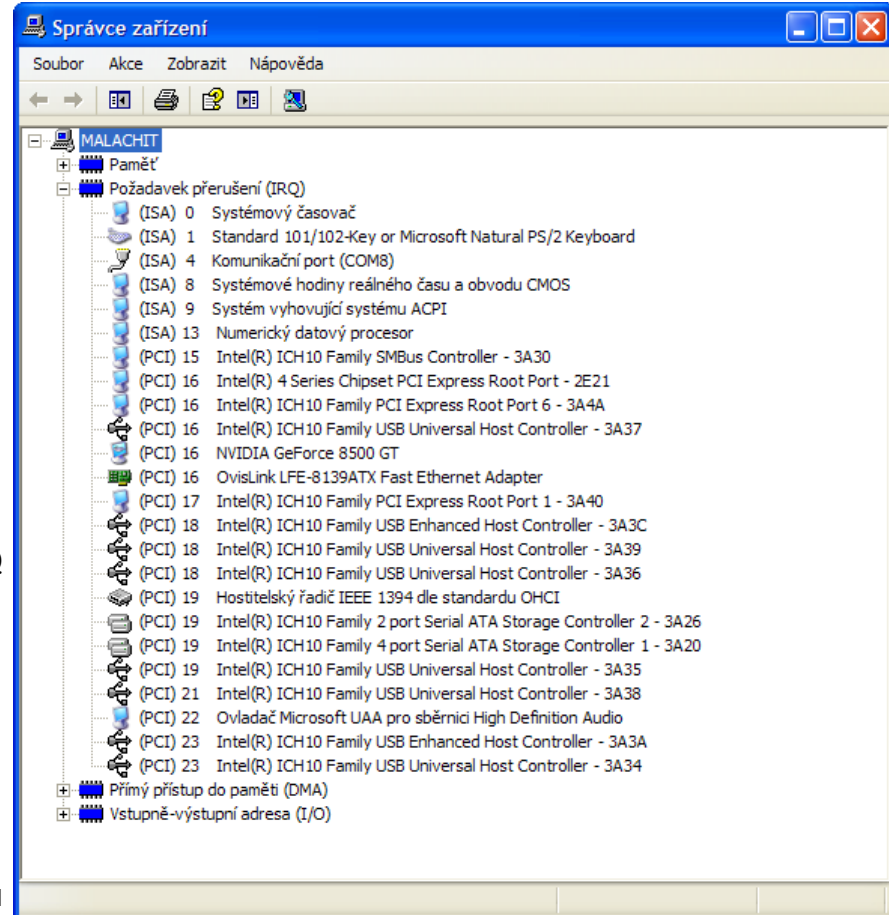 Správce zařízení
Soubor Akce Zobrazit Nápověda
MALACHIT
Paměť
Požadavek přerušení (IRQ)
(ISA) 0 Systémový časovač
(ISA) 1 Standard 101/102-Key or Microsoft Natural PS/2 Keyboard
(ISA) 4 Komunikační port (COM8)
(ISA) 8 Systémové hodiny reálného času a obvodu CMOS
(ISA) 9 Systém vyhovující systému ACPI
(ISA) 13 Numerický datový procesor
(PCI) 15 Intel(R) ICH10 Family SMBus Controller - 3A30
(PCI) 16 Intel(R) 4 Series Chipset PCI Express Root Port - 2E21
(PCI) 16 Intel(R) ICH10 Family PCI Express Root Port 6 - 3A4A
(PCI) 16 Intel(R) ICH10 Family USB Universal Host Controller - 3A37
(PCI) 16 NVIDIA GeForce 8500 GT
(PCI) 16 OvisLink LFE-8139ATX Fast Ethernet Adapter
(PCI) 17 Intel(R) ICH10 Family PCI Express Root Port 1 - 3A40
(PCI) 18 Intel(R) ICH10 Family USB Enhanced Host Controller - 3A3C
(PCI) 18 Intel(R) ICH10 Family USB Universal Host Controller - 3A39
(PCI) 18 Intel(R) ICH10 Family USB Universal Host Controller - 3A36
(PCI) 19 Hostitelský řadič IEEE 1394 dle standardu OHCI
(PCI) 19 Intel(R) ICH10 Family 2 port Serial ATA Storage Controller 2 - 3A26
(PCI) 19 Intel(R) ICH10 Family 4 port Serial ATA Storage Controller 1 - 3A20
(PCI) 19 Intel(R) ICH10 Family USB Universal Host Controller - 3A35
(PCI) 21 Intel(R) ICH10 Family USB Universal Host Controller - 3A38
(PCI) 22 Ovladač Microsoft UAA pro sběrnici High Definition Audio
(PCI) 23 Intel(R) ICH10 Family USB Enhanced Host Controller - 3A3A
(PCI) 23 Intel(R) ICH10 Family USB Universal Host Controller - 3A34
Přímý přístup do paměti (DMA)
Vstupně-výstupní adresa (I/O)